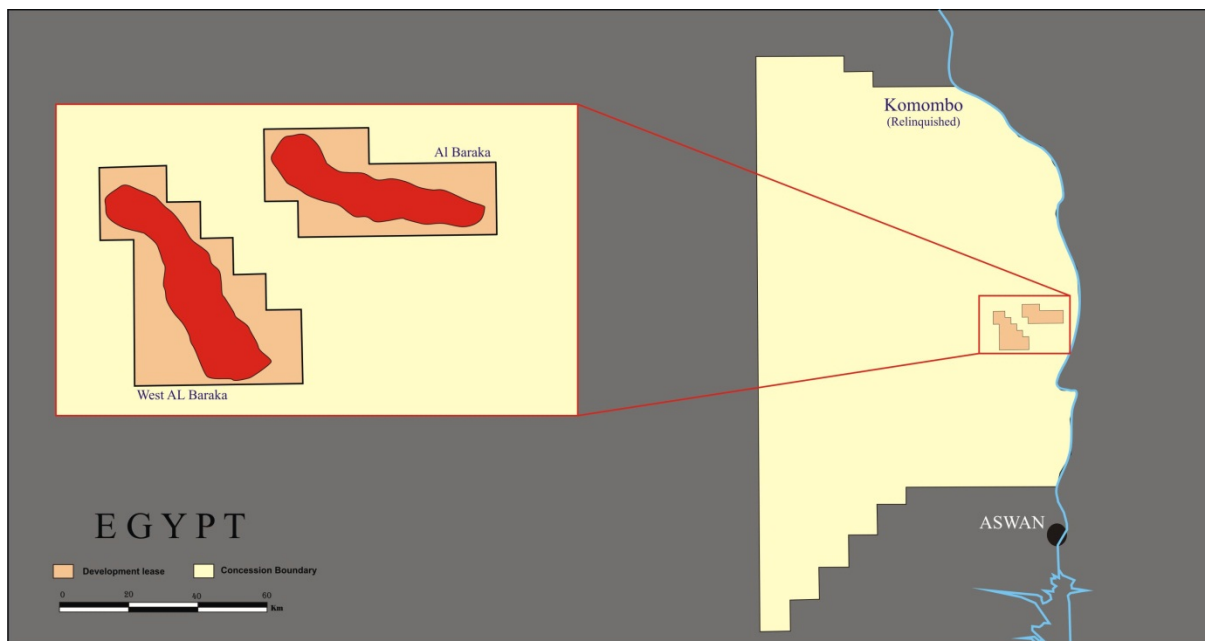 Komombo
(Relinquished)
Al Baraka
West AL Baraka
EGYPT
ASWAN
Development lease
Concession Boundary
0 20 40 60
Km